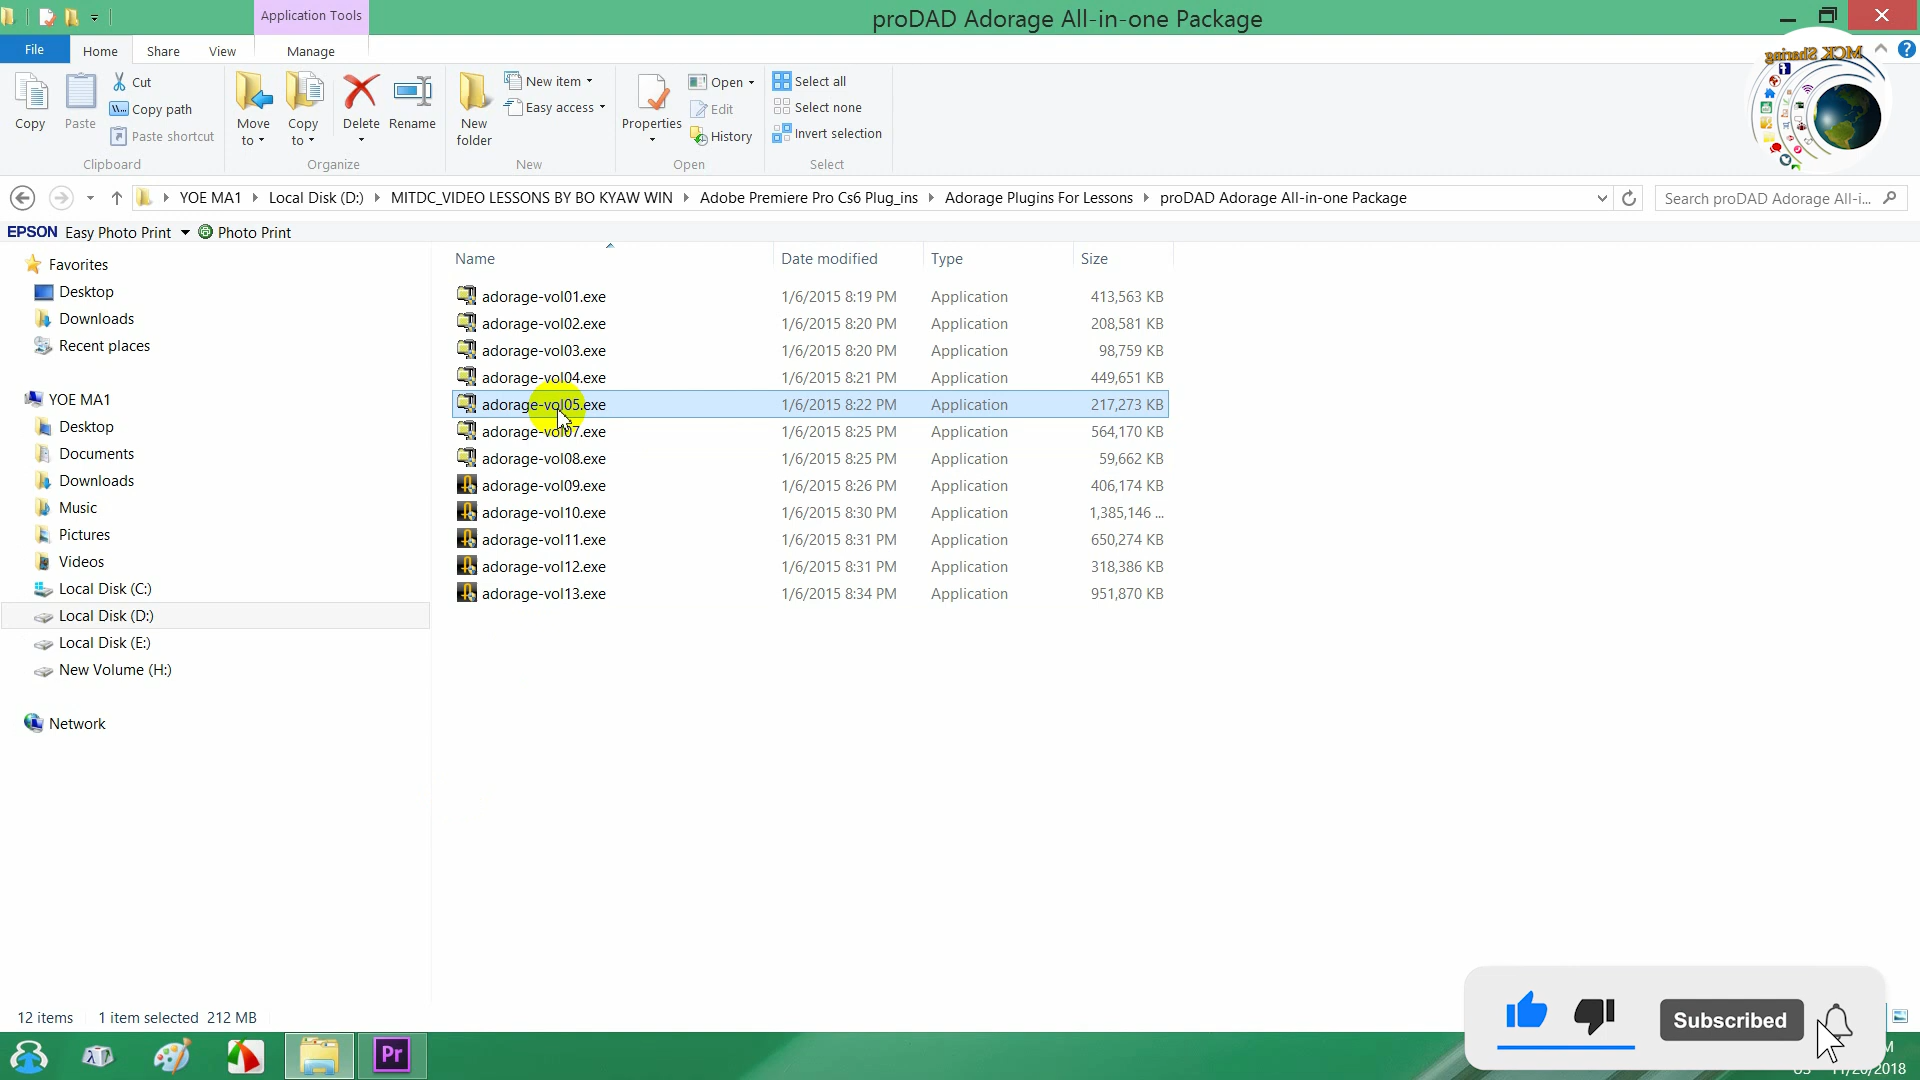 Application Tools
proDAD Adorage All-in-one Package
File Home Share View Manage
Copy
Paste
Cut
Copy path
Paste shortcut
Clipboard
Move to
Copy to
Delete
Rename
Organize
New folder
New item
Easy access
New
Properties
Open
Edit
History
Open
Select all
Select none
Invert selection
Select
MCK Sharing
YOE MA1 Local Disk (D:) MITDC_VIDEO LESSONS BY BO KYAW WIN Adobe Premiere Pro Cs6 Plug_ins Adorage Plugins For Lessons proDAD Adorage All-in-one Package
Search proDAD Adorage All-i...
EPSON Easy Photo Print Photo Print
Favorites
Desktop
Downloads
Recent places
YOE MA1
Desktop
Documents
Downloads
Music
Pictures
Videos
Local Disk (C:)
Local Disk (D:)
Local Disk (E:)
New Volume (H:)
Network
Name Date modified Type Size
adorage-vol01.exe 1/6/2015 8:19 PM Application 413,563 KB
adorage-vol02.exe 1/6/2015 8:20 PM Application 208,581 KB
adorage-vol03.exe 1/6/2015 8:20 PM Application 98,759 KB
adorage-vol04.exe 1/6/2015 8:21 PM Application 449,651 KB
adorage-vol05.exe 1/6/2015 8:22 PM Application 217,273 KB
adorage-vol07.exe 1/6/2015 8:25 PM Application 564,170 KB
adorage-vol08.exe 1/6/2015 8:25 PM Application 59,662 KB
adorage-vol09.exe 1/6/2015 8:26 PM Application 406,174 KB
adorage-vol10.exe 1/6/2015 8:30 PM Application 1,385,146 ...
adorage-vol11.exe 1/6/2015 8:31 PM Application 650,274 KB
adorage-vol12.exe 1/6/2015 8:31 PM Application 318,386 KB
adorage-vol13.exe 1/6/2015 8:34 PM Application 951,870 KB
12 items 1 item selected 212 MB
Subscribed
Pr